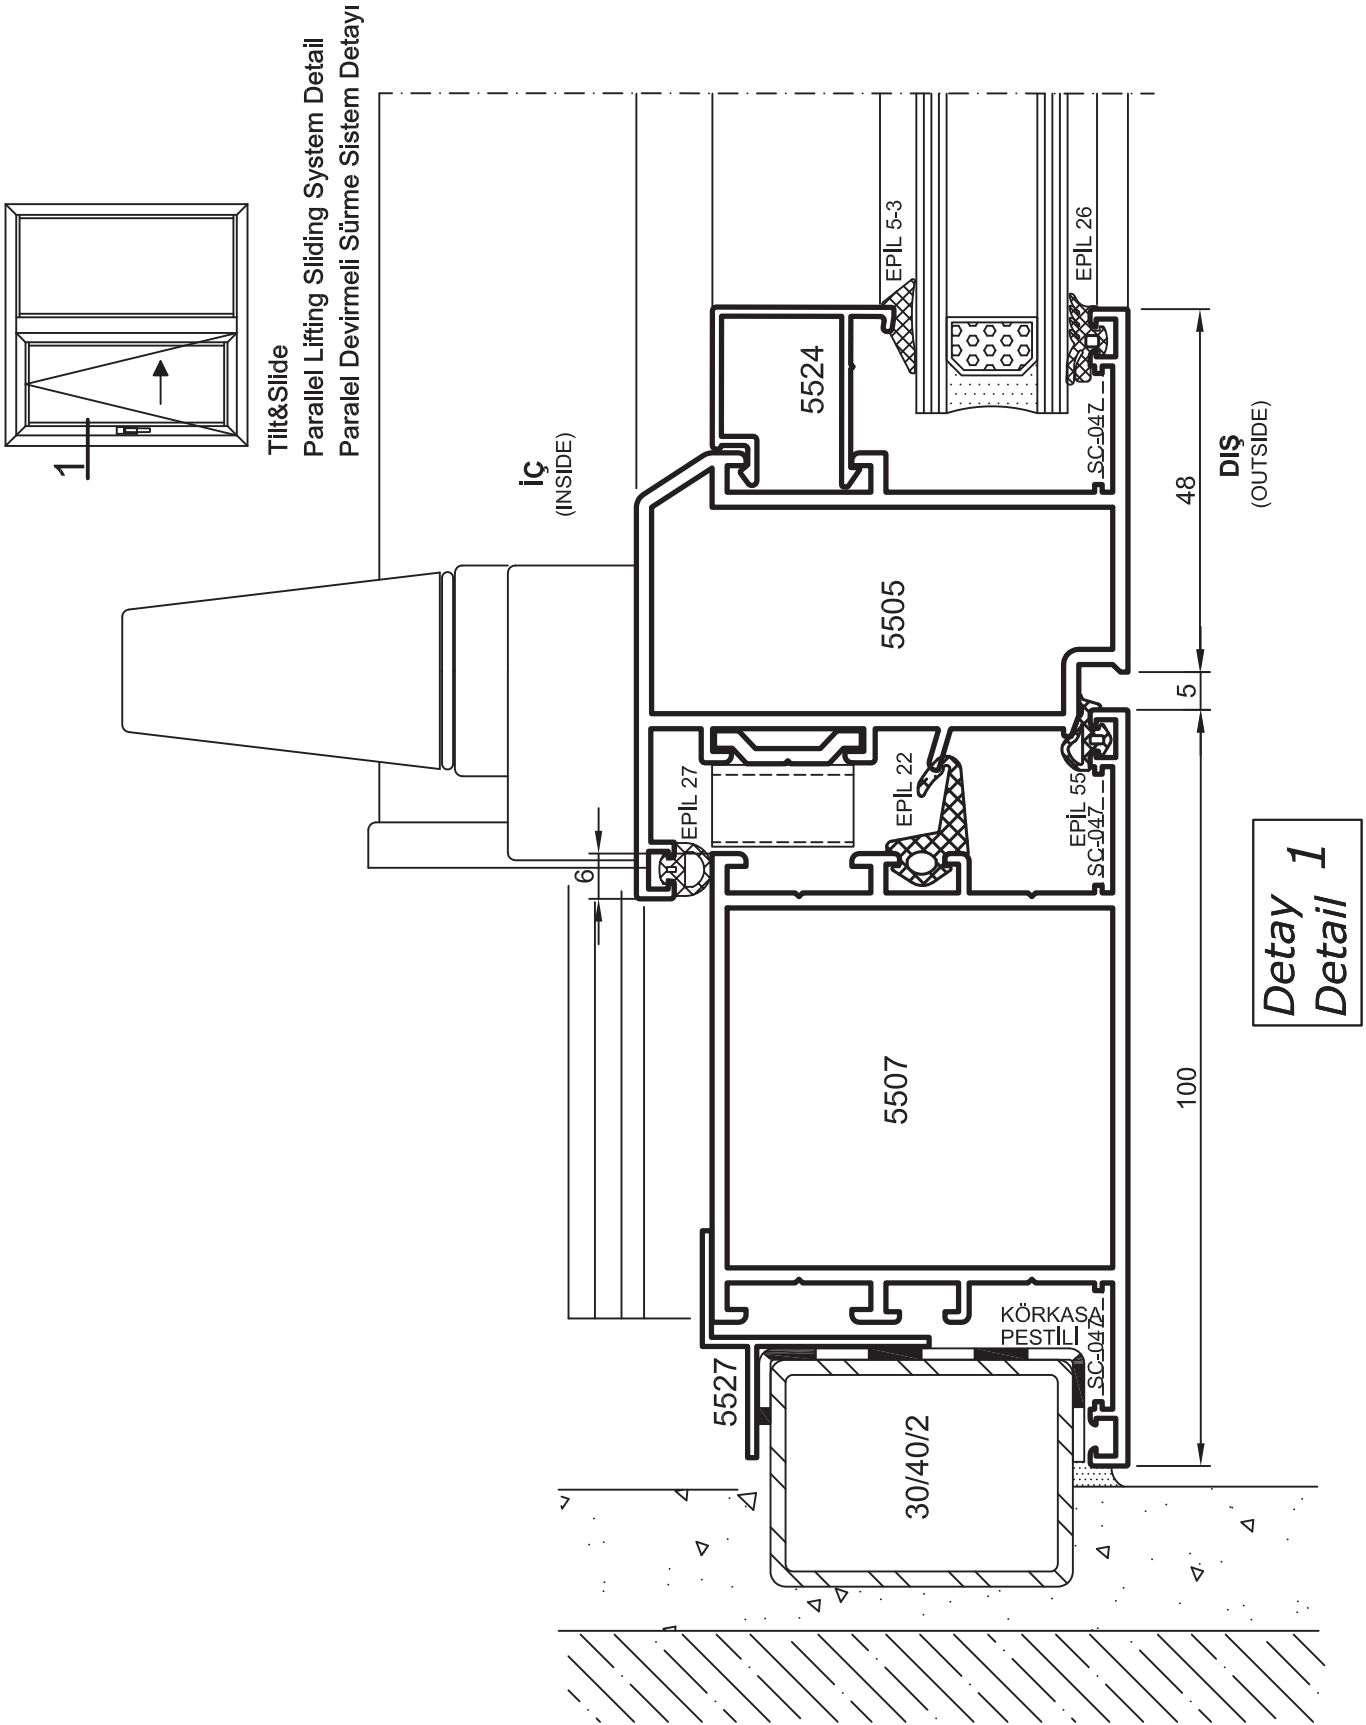 1
Tilt&Slide
Parallel Lifting Sliding System Detail
Paralel Devirmeli Sürme Sistem Detayı
İÇ
(INSIDE)
EPİL 5-3
EPİL 26
5524
SC-047
48
DIŞ
(OUTSIDE)
5505
5
EPİL 27
EPİL 22
EPİL 55
SC-047
6
5507
100
KÖRKASA
PESTİLİ
SC-047
5527
30/40/2
Detay
Detail 1